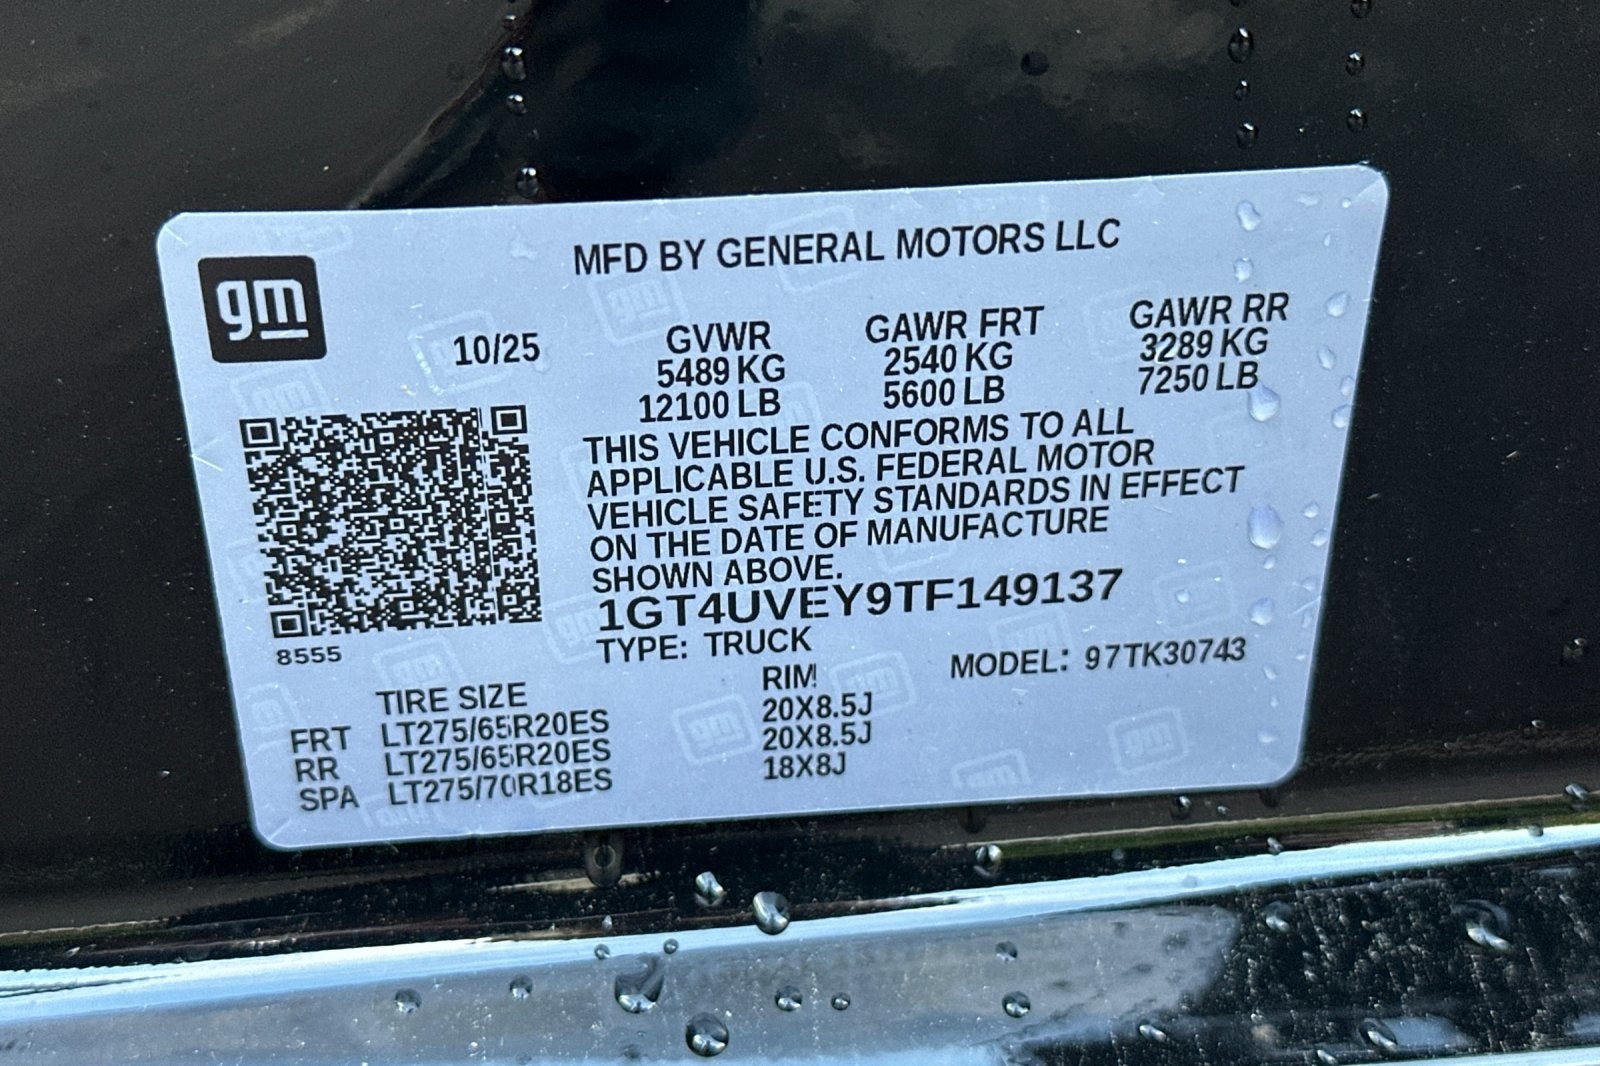 MFD BY GENERAL MOTORS LLC
gm
10/25
GVWR GAWR FRT GAWR RR
5489 KG 2540 KG 3289 KG
12100 LB 5600 LB 7250 LB
THIS VEHICLE CONFORMS TO ALL
APPLICABLE U.S. FEDERAL MOTOR
VEHICLE SAFETY STANDARDS IN EFFECT
ON THE DATE OF MANUFACTURE
SHOWN ABOVE.
1GT4UVEY9TF149137
TYPE: TRUCK
8555
MODEL: 97TK30743
TIRE SIZE RIM
FRT LT275/65R20ES 20X8.5J
RR LT275/65R20ES 20X8.5J
SPA LT275/70R18ES 18X8J